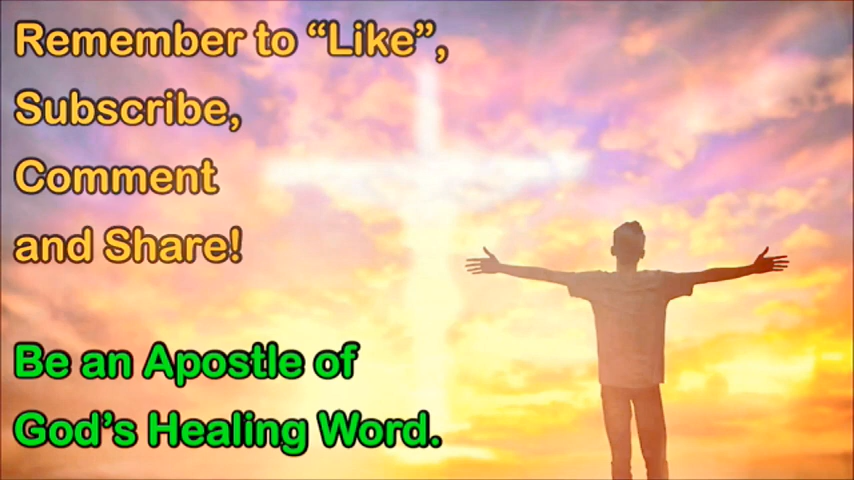 Remember to “Like”,
Subscribe,
Comment
and Share!
Be an Apostle of
God’s Healing Word.